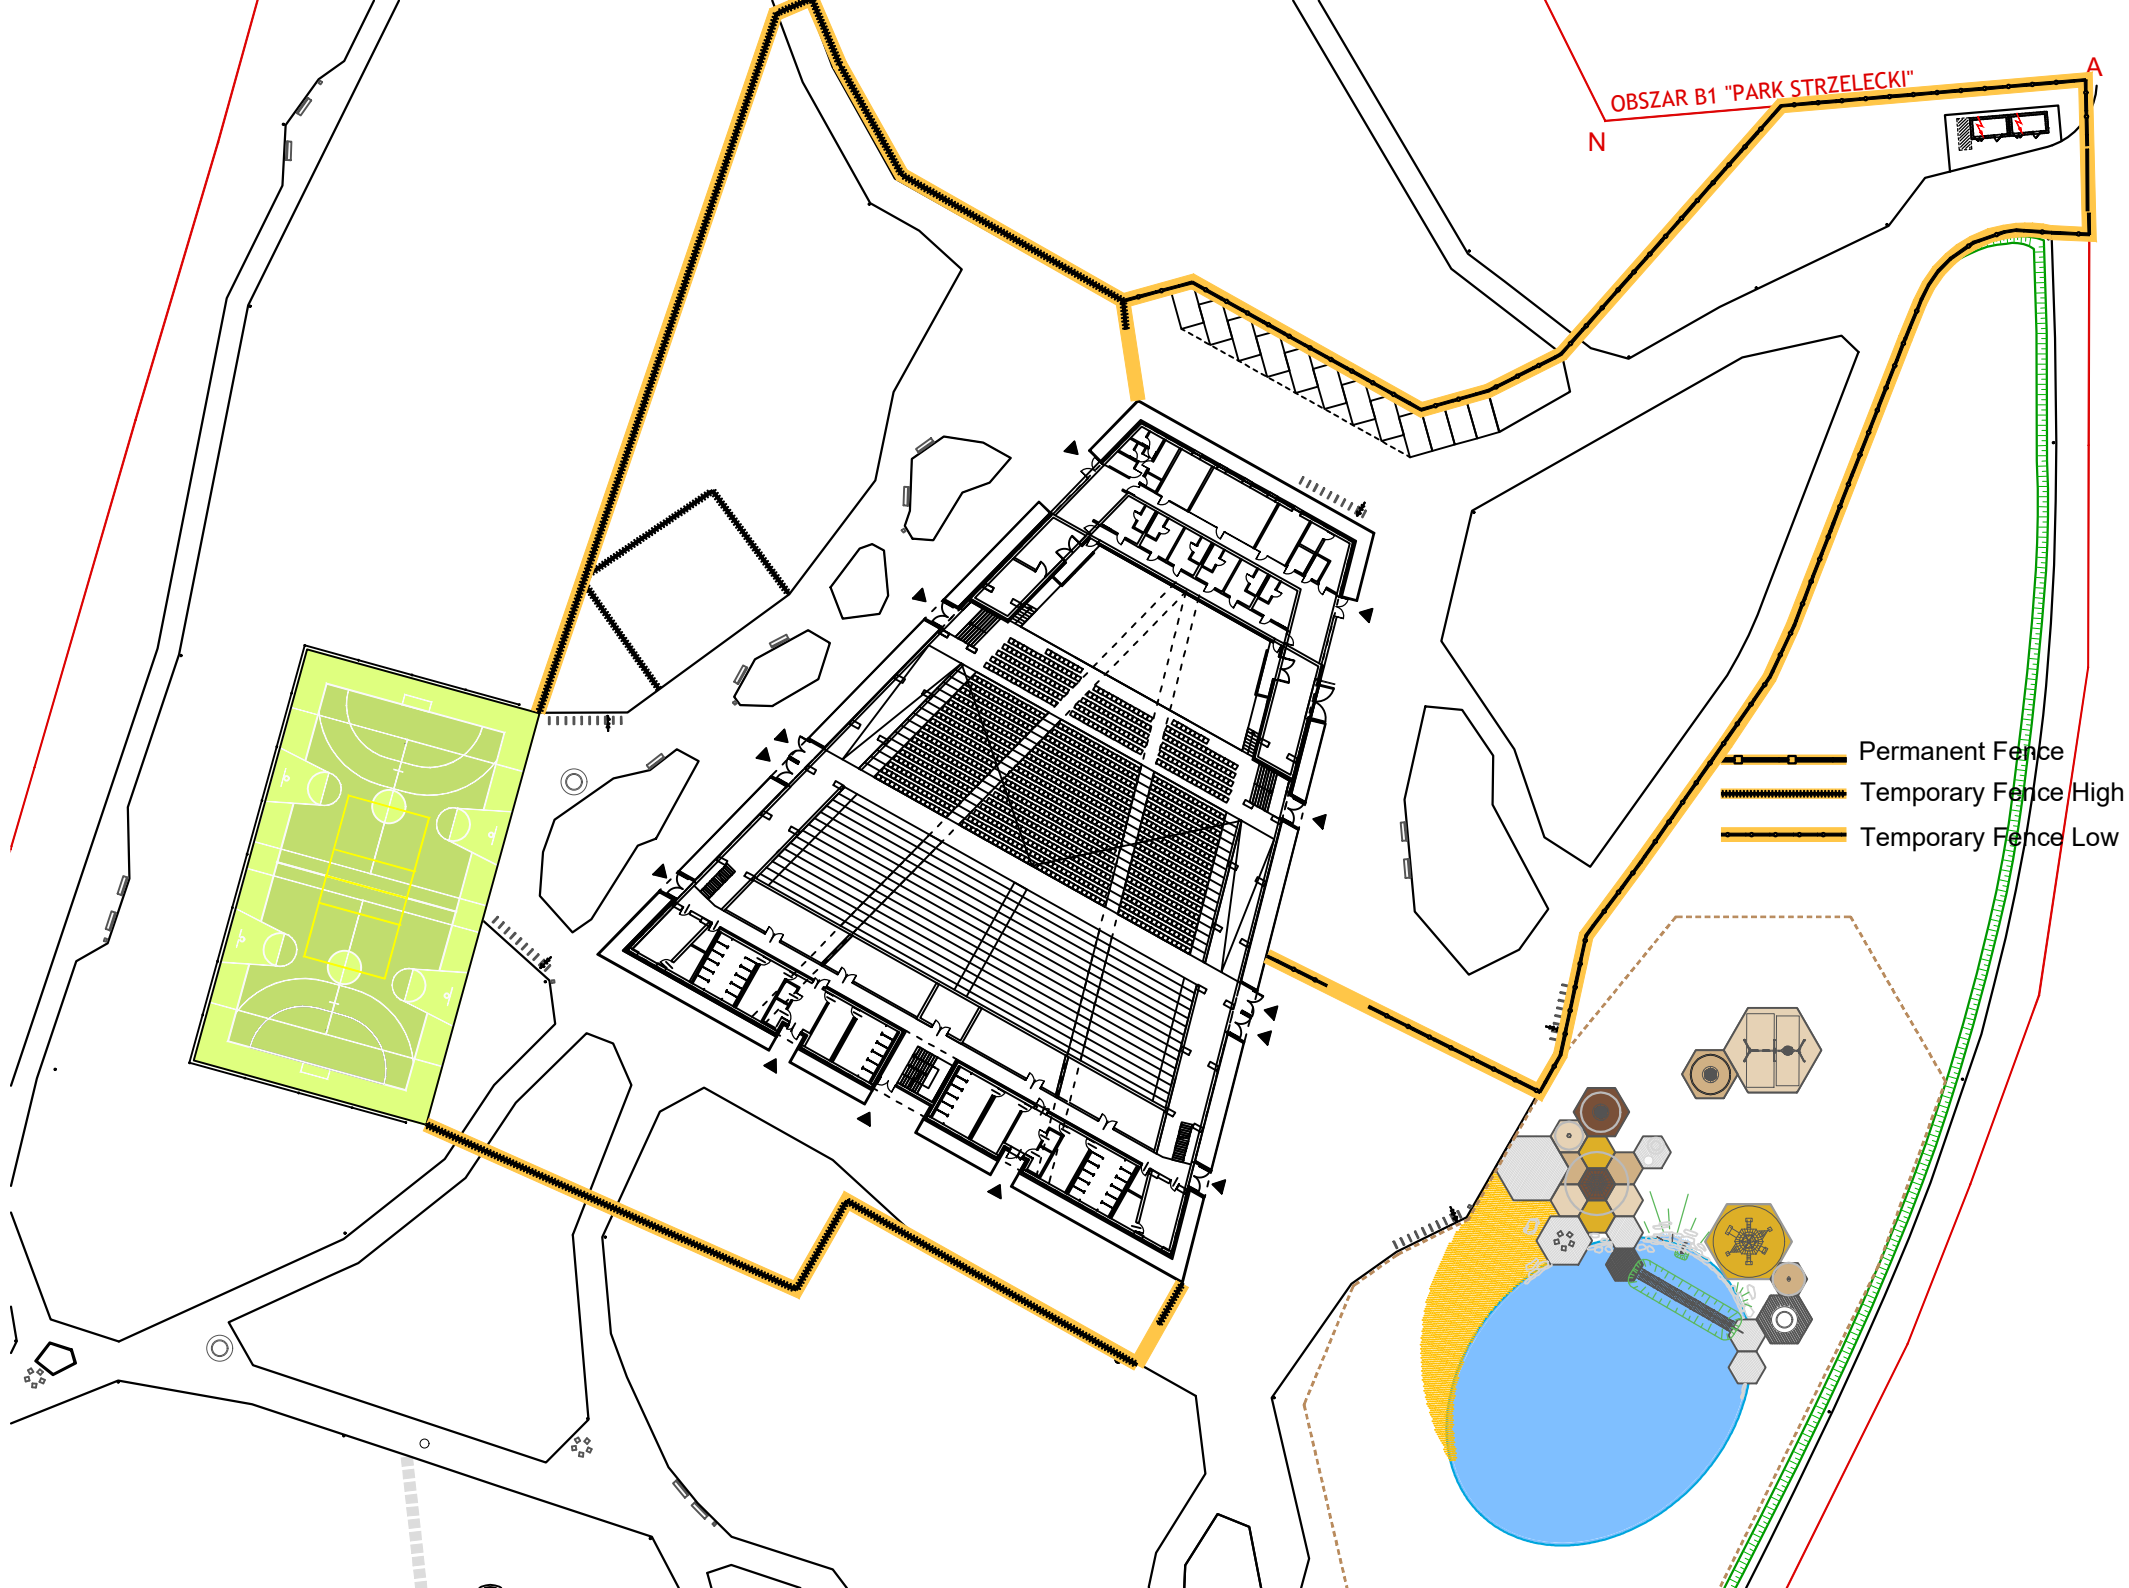 A
OBSZAR B1 "PARK STRZELECKI"
N
Permanent Fence
Temporary Fence High
Temporary Fence Low